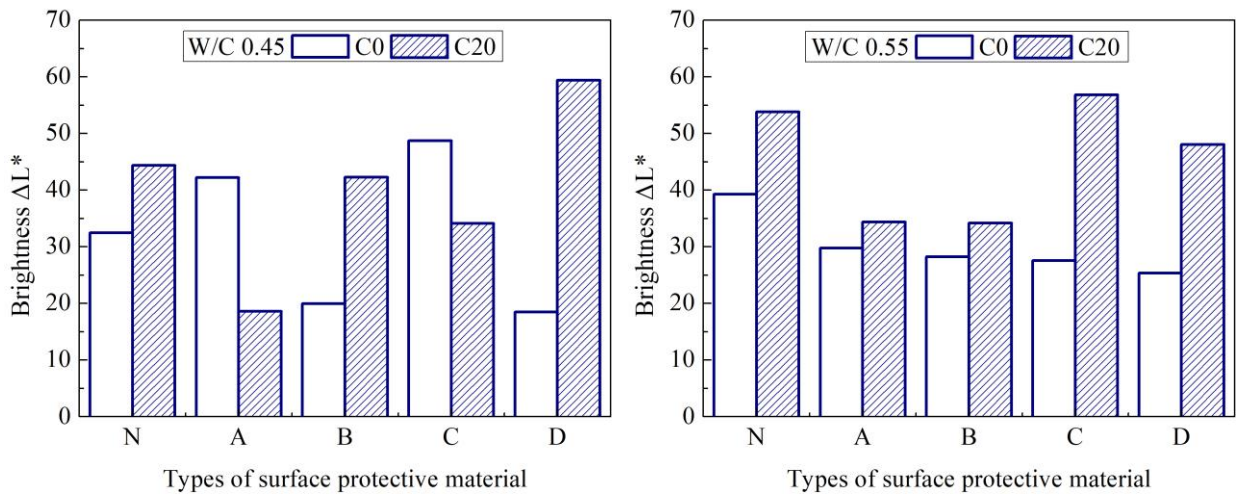 70
60
50
40
30
20
10
0
Brightness ΔL*
W/C 0.45 C0 C20
N A B C D
Types of surface protective material
70
60
50
40
30
20
10
0
Brightness ΔL*
W/C 0.55 C0 C20
N A B C D
Types of surface protective material